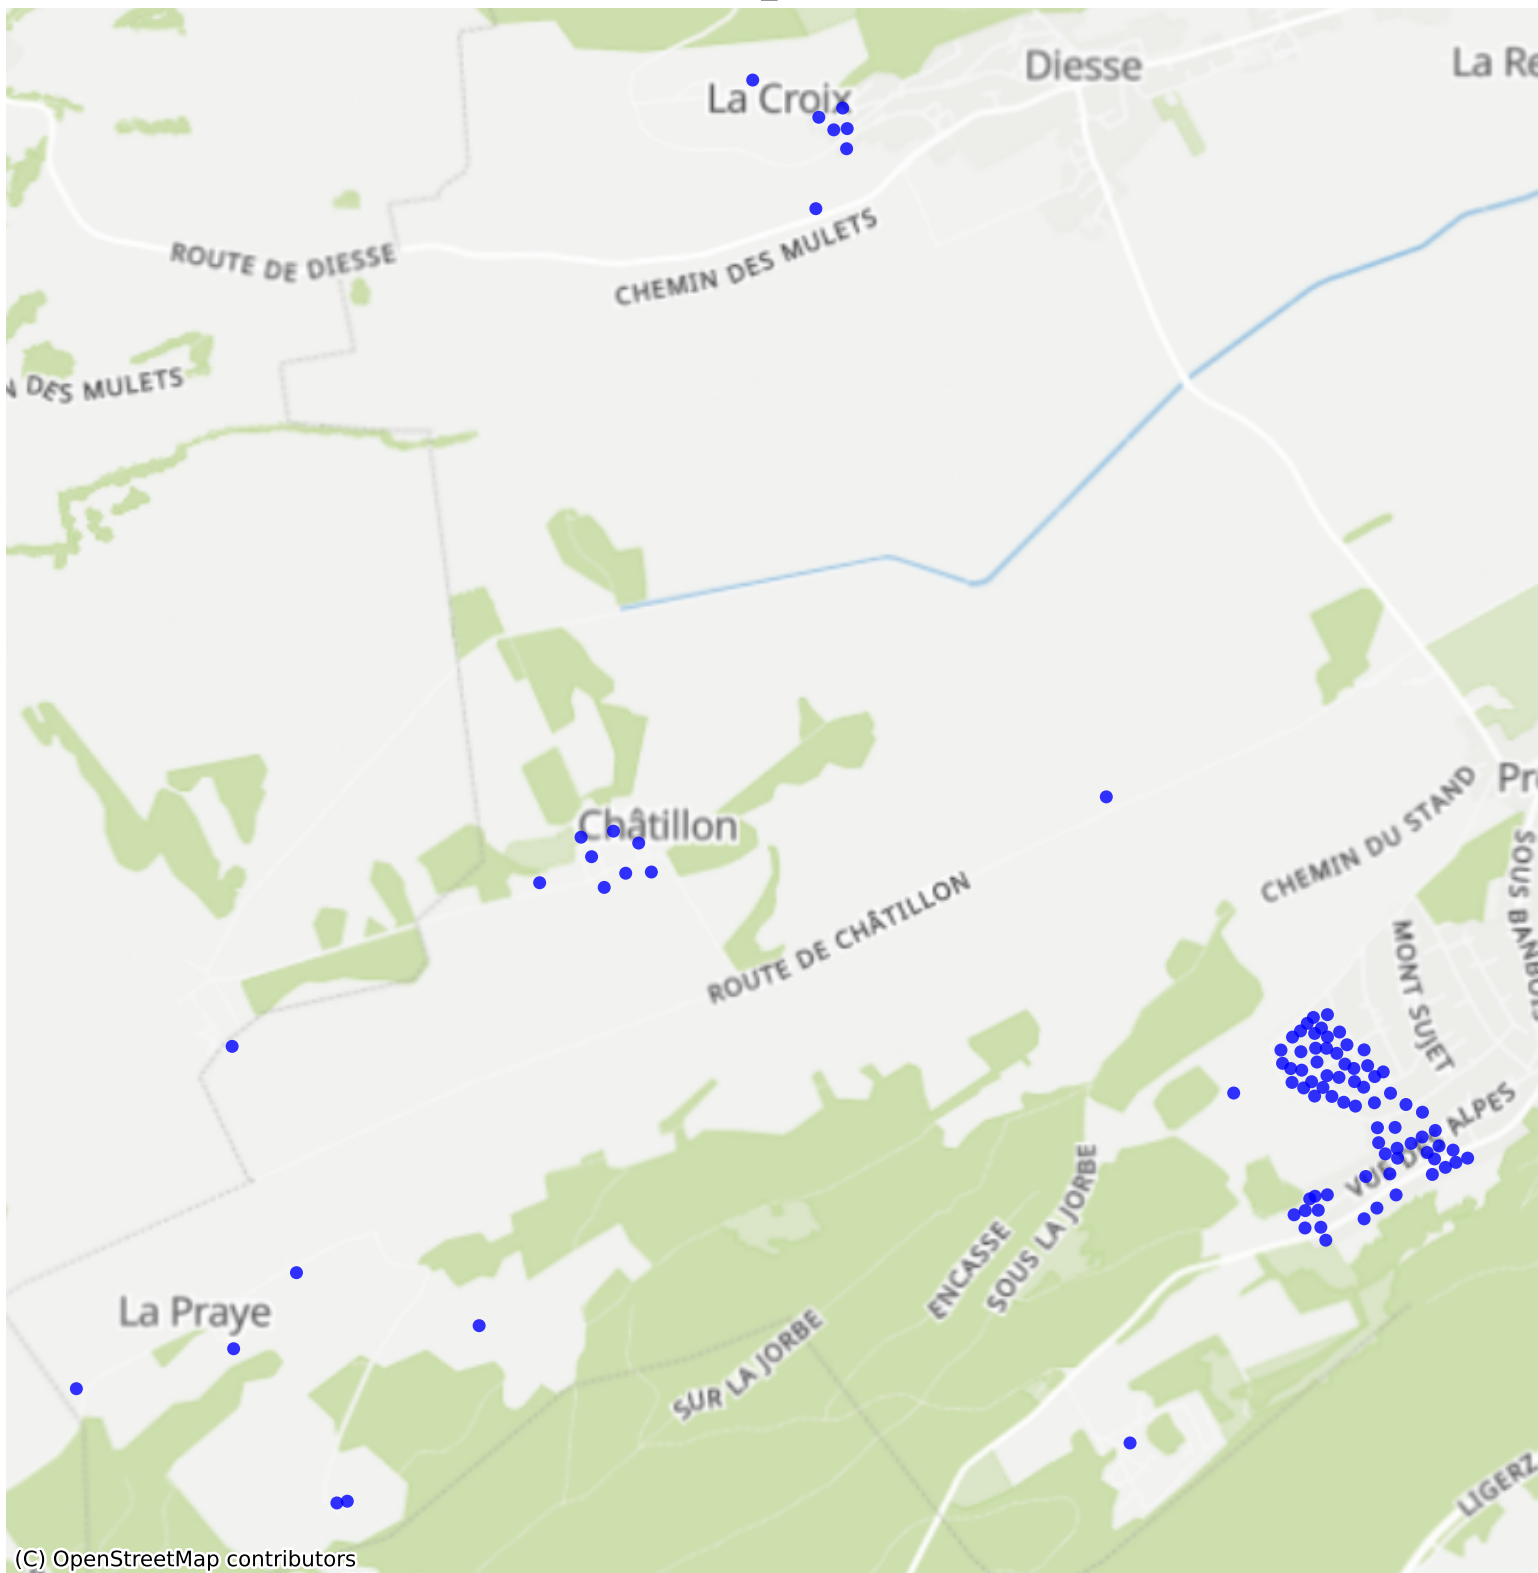 Diesse
La Re
La Croix
ROUTE DE DIESSE
CHEMIN DES MULETS
N DES MULETS
Pr
CHEMIN DU STAND
Châtillon
SOUS BANBOIS
ROUTE DE CHÂTILLON
MONT SUJET
VUE DES ALPES
SOUS LA JORBE
ENCASSE
La Praye
SUR LA JORBE
LIGERZ
(C) OpenStreetMap contributors